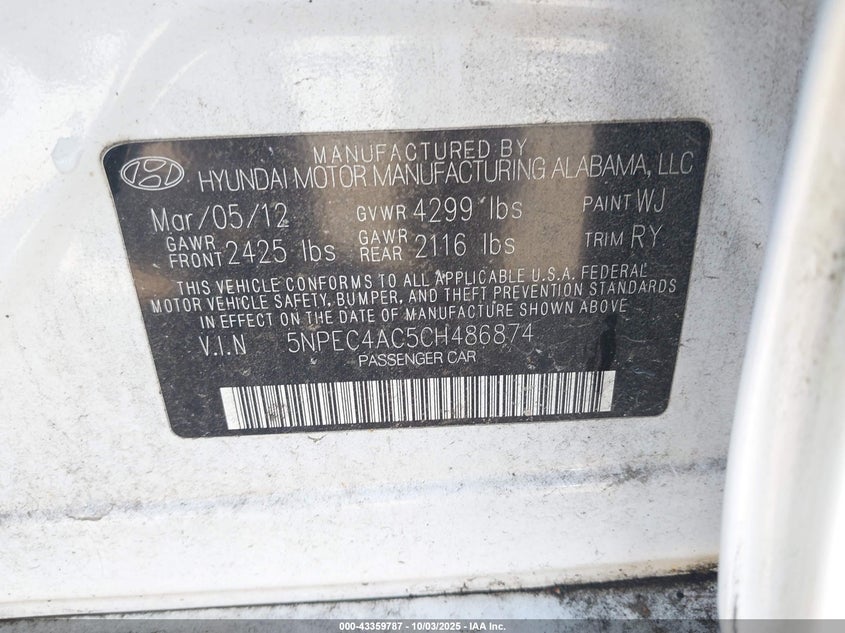 MANUFACTURED BY
HYUNDAI MOTOR MANUFACTURING ALABAMA, LLC
Mar/05/12 GVWR 4299 lbs PAINT WJ
GAWR FRONT 2425 lbs GAWR REAR 2116 lbs TRIM RY
THIS VEHICLE CONFORMS TO ALL APPLICABLE U.S.A. FEDERAL
MOTOR VEHICLE SAFETY, BUMPER, AND THEFT PREVENTION STANDARDS
IN EFFECT ON THE DATE OF MANUFACTURE SHOWN ABOVE.
V.I.N 5NPEC4AC5CH486874
PASSENGER CAR
000-43359787 - 10/03/2025 - IAA Inc.